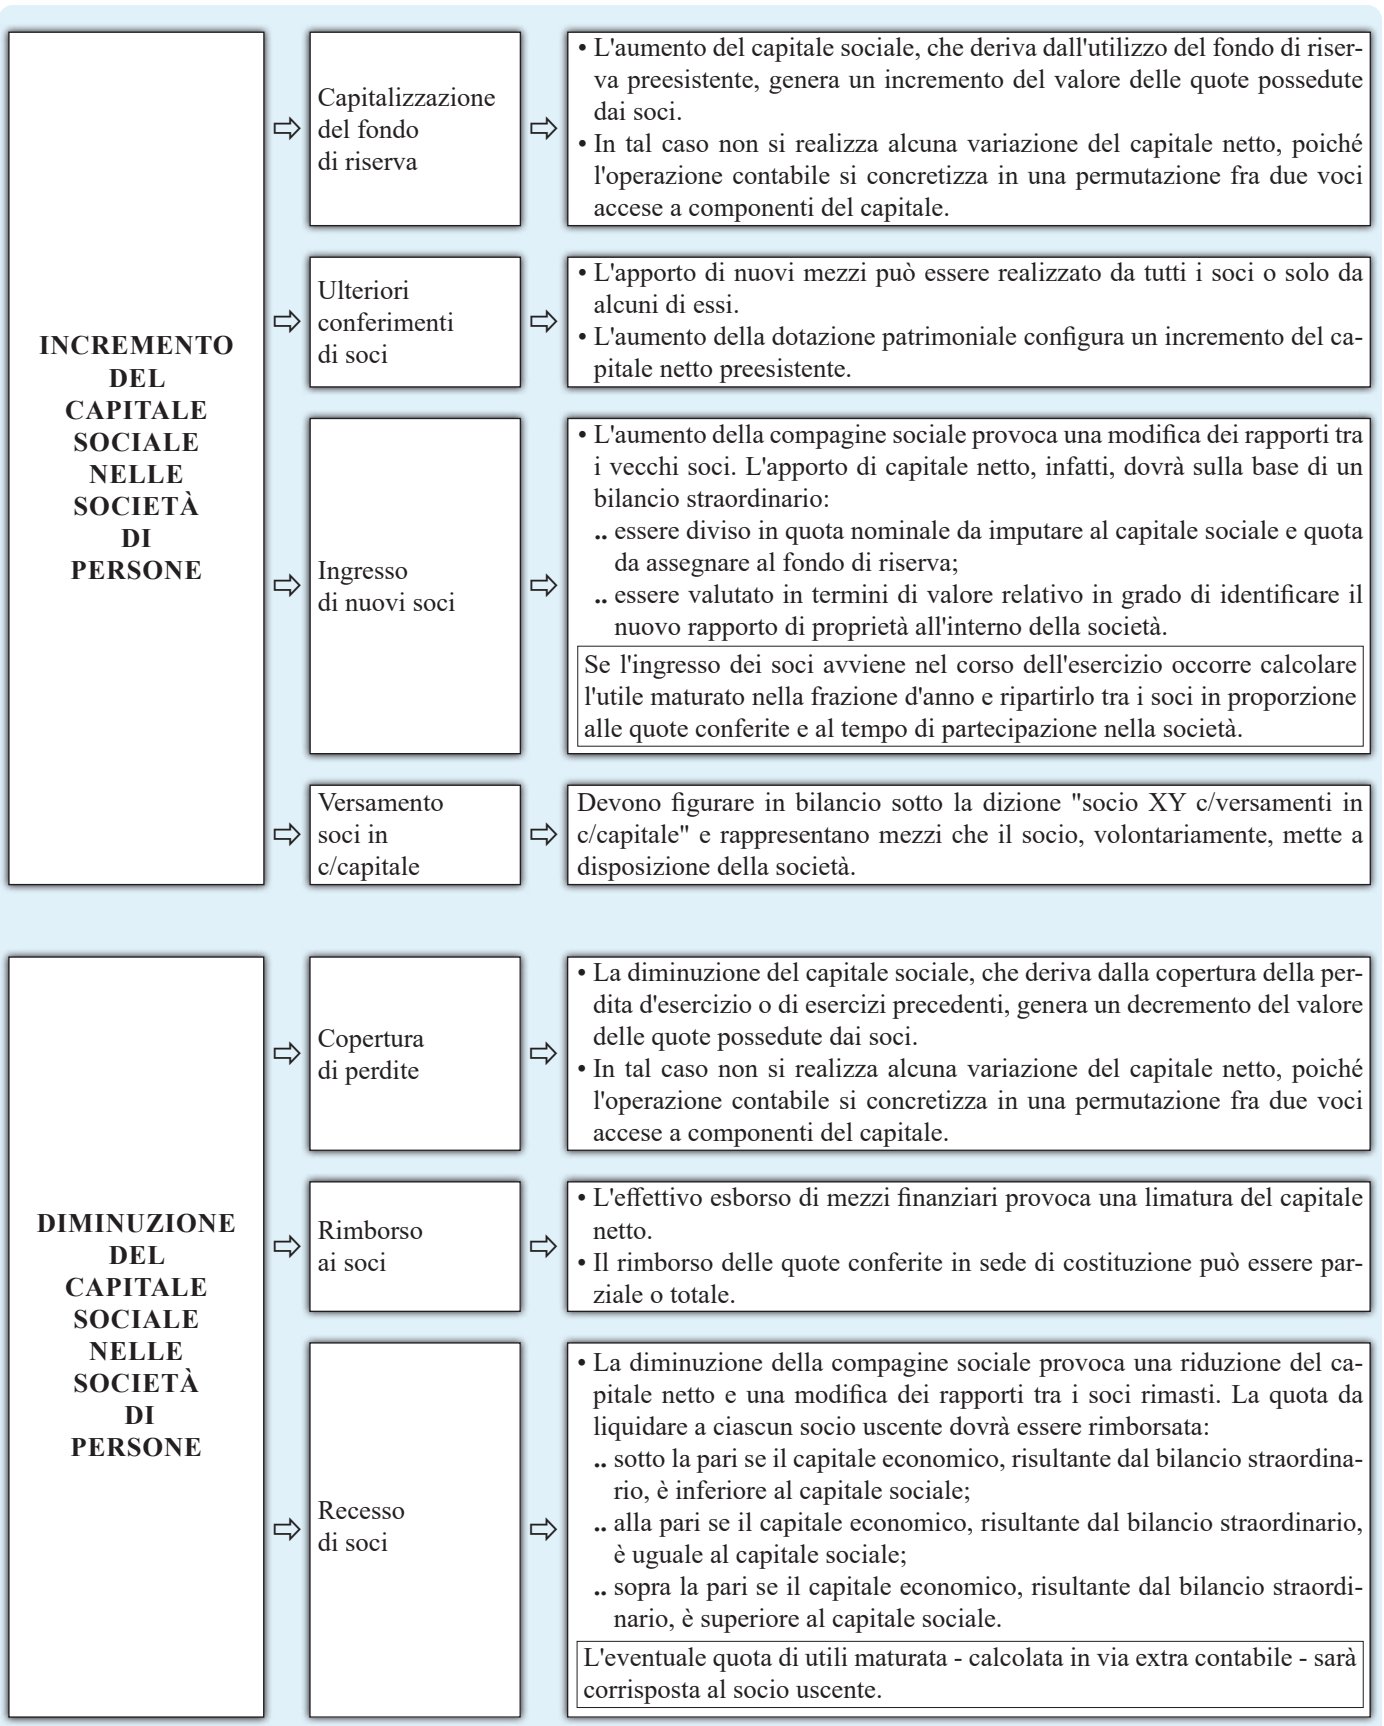 INCREMENTO
DEL
CAPITALE
SOCIALE
NELLE
SOCIETÀ
DI
PERSONE
Capitalizzazione
del fondo
di riserva
• L'aumento del capitale sociale, che deriva dall'utilizzo del fondo di riser-
va preesistente, genera un incremento del valore delle quote possedute
dai soci.
• In tal caso non si realizza alcuna variazione del capitale netto, poiché
l'operazione contabile si concretizza in una permutazione fra due voci
accese a componenti del capitale.
Ulteriori
conferimenti
di soci
• L'apporto di nuovi mezzi può essere realizzato da tutti i soci o solo da
alcuni di essi.
• L'aumento della dotazione patrimoniale configura un incremento del ca-
pitale netto preesistente.
Ingresso
di nuovi soci
• L'aumento della compagine sociale provoca una modifica dei rapporti tra
i vecchi soci. L'apporto di capitale netto, infatti, dovrà sulla base di un
bilancio straordinario:
.. essere diviso in quota nominale da imputare al capitale sociale e quota
da assegnare al fondo di riserva;
.. essere valutato in termini di valore relativo in grado di identificare il
nuovo rapporto di proprietà all'interno della società.
Se l'ingresso dei soci avviene nel corso dell'esercizio occorre calcolare
l'utile maturato nella frazione d'anno e ripartirlo tra i soci in proporzione
alle quote conferite e al tempo di partecipazione nella società.
Versamento
soci in
c/capitale
Devono figurare in bilancio sotto la dizione "socio XY c/versamenti in
c/capitale" e rappresentano mezzi che il socio, volontariamente, mette a
disposizione della società.
DIMINUZIONE
DEL
CAPITALE
SOCIALE
NELLE
SOCIETÀ
DI
PERSONE
Copertura
di perdite
• La diminuzione del capitale sociale, che deriva dalla copertura della per-
dita d'esercizio o di esercizi precedenti, genera un decremento del valore
delle quote possedute dai soci.
• In tal caso non si realizza alcuna variazione del capitale netto, poiché
l'operazione contabile si concretizza in una permutazione fra due voci
accese a componenti del capitale.
Rimborso
ai soci
• L'effettivo esborso di mezzi finanziari provoca una limatura del capitale
netto.
• Il rimborso delle quote conferite in sede di costituzione può essere par-
ziale o totale.
Recesso
di soci
• La diminuzione della compagine sociale provoca una riduzione del ca-
pitale netto e una modifica dei rapporti tra i soci rimasti. La quota da
liquidare a ciascun socio uscente dovrà essere rimborsata:
.. sotto la pari se il capitale economico, risultante dal bilancio straordina-
rio, è inferiore al capitale sociale;
.. alla pari se il capitale economico, risultante dal bilancio straordinario,
è uguale al capitale sociale;
.. sopra la pari se il capitale economico, risultante dal bilancio straordi-
nario, è superiore al capitale sociale.
L'eventuale quota di utili maturata - calcolata in via extra contabile - sarà
corrisposta al socio uscente.